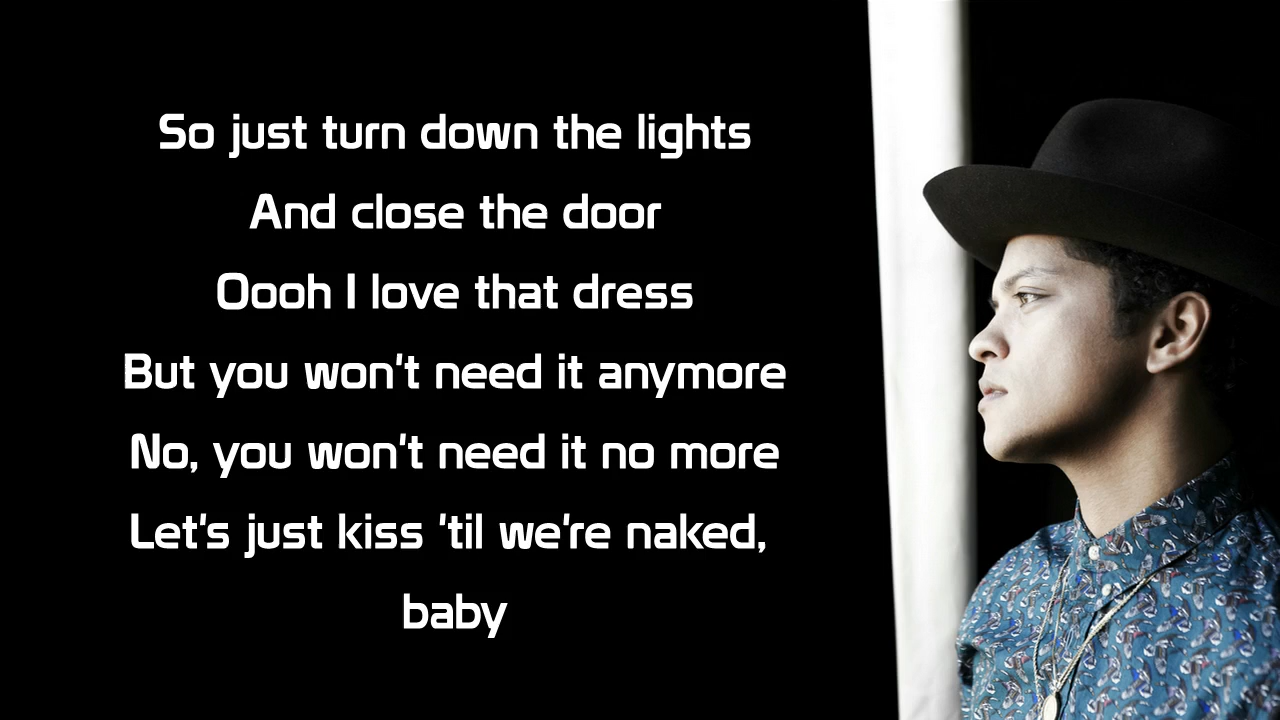 So just turn down the lights
And close the door
Oooh I love that dress
But you won't need it anymore
No, you won't need it no more
Let's just kiss 'til we're naked,
baby